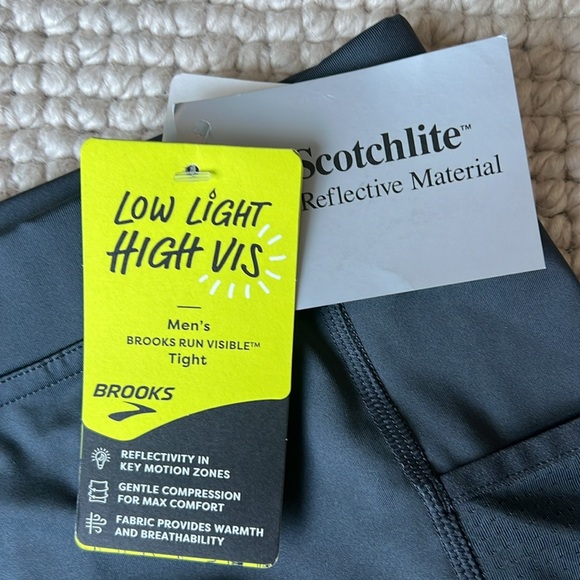 Scotchlite™
Reflective Material
LOW LIGHT
HIGH VIS
Men's
BROOKS RUN VISIBLE™
Tight
BROOKS
REFLECTIVITY IN
KEY MOTION ZONES
GENTLE COMPRESSION
FOR MAX COMFORT
FABRIC PROVIDES WARMTH
AND BREATHABILITY